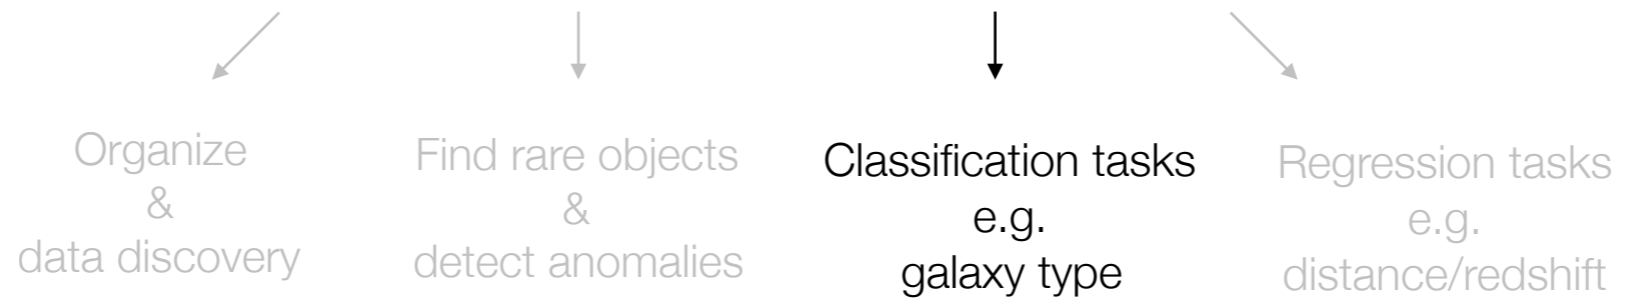 Organize
&
data discovery
Find rare objects
&
detect anomalies
Classification tasks
e.g.
galaxy type
Regression tasks
e.g.
distance/redshift